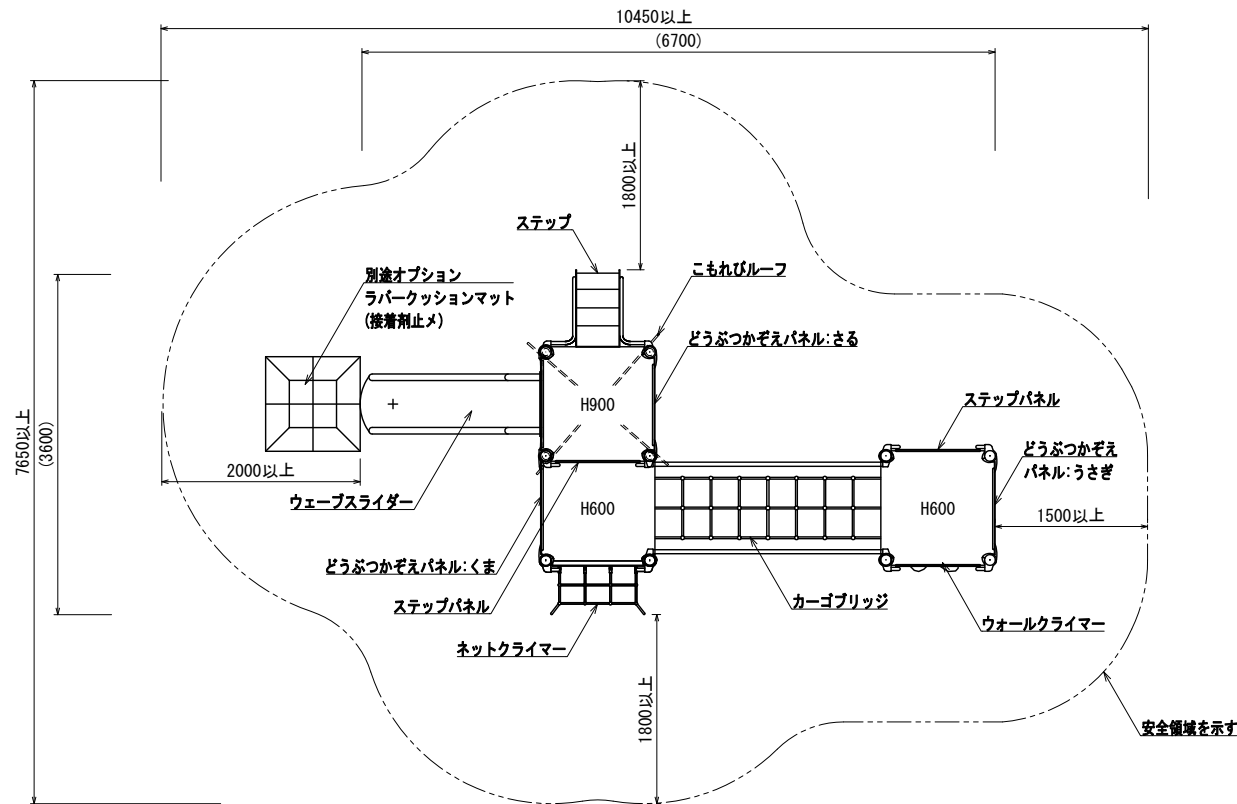 10450以上
(6700)
7650以上
(3600)
1800以上
ステップ
こもれびルーフ
別途オプション
ラバークッションマット
(接着剤止メ)
どうぶつかぞえパネル:さる
H900
ステップパネル
どうぶつかぞえ
パネル:うさぎ
2000以上
ウェーブスライダー
H600
H600
1500以上
どうぶつかぞえパネル:くま
ステップパネル
カーゴブリッジ
ネットクライマー
ウォールクライマー
1800以上
安全領域を示す